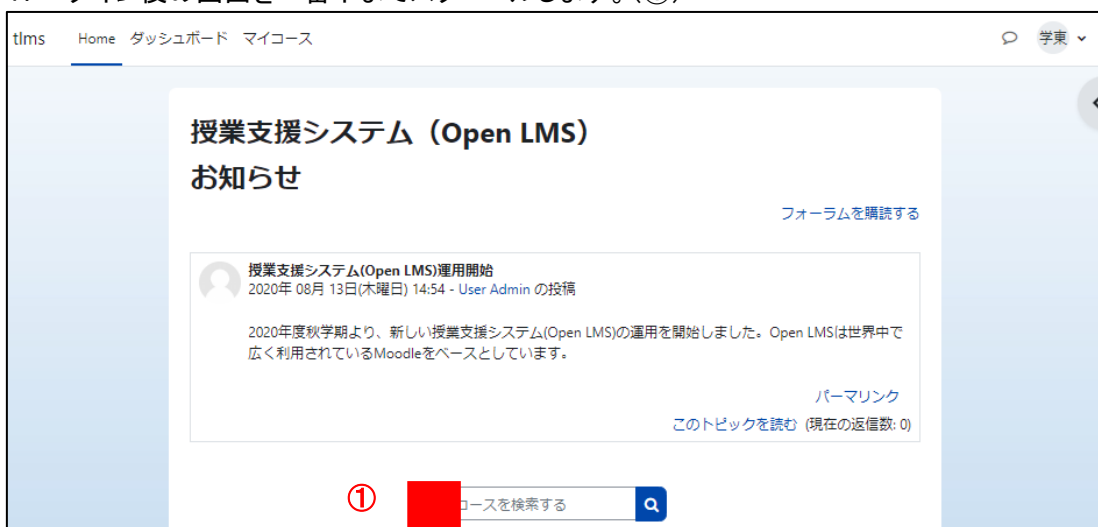 tlms Home ダッシュボード マイコース 学東
授業支援システム（Open LMS）
お知らせ
フォーラムを購読する
授業支援システム(Open LMS)運用開始
2020年 08月 13日(木曜日) 14:54 - User Admin の投稿
2020年度秋学期より、新しい授業支援システム(Open LMS)の運用を開始しました。Open LMSは世界中で
広く利用されているMoodleをベースとしています。
パーマリンク
このトピックを読む (現在の返信数: 0)
① コースを検索する